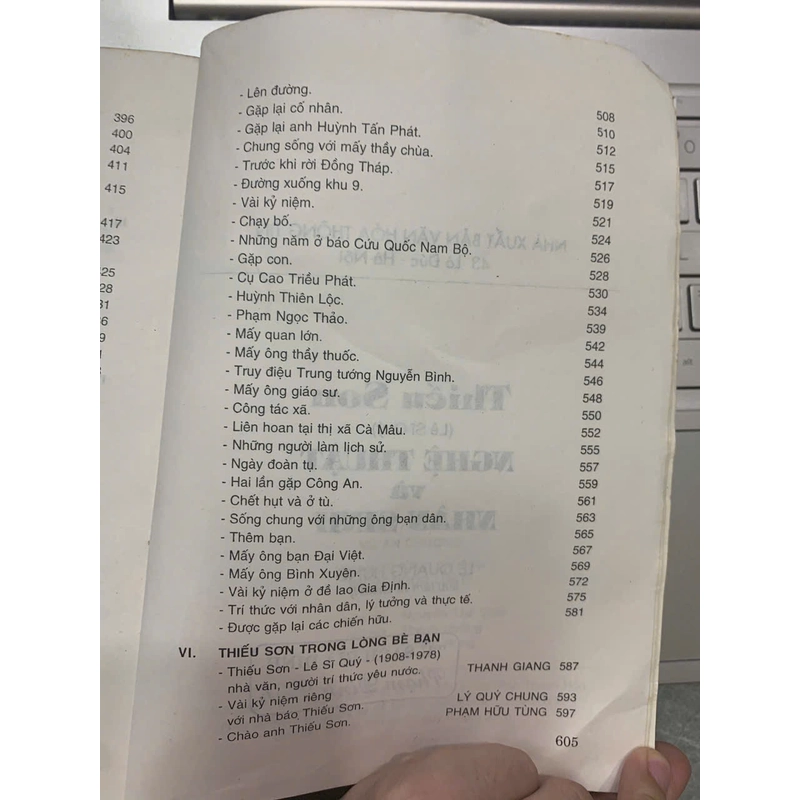 396
400
404
411
415
417
423
- Lên đường. 508
- Gặp lại cố nhân. 510
- Gặp lại anh Huỳnh Tấn Phát. 512
- Chung sống với mấy thầy chùa. 515
- Trước khi rời Đồng Tháp. 517
- Đường xuống khu 9. 519
- Vài kỷ niệm. 521
- Chạy bố. 524
- Những năm ở báo Cứu Quốc Nam Bộ. 526
- Gặp con. 528
- Cụ Cao Triều Phát. 530
- Huỳnh Thiên Lộc. 534
- Phạm Ngọc Thảo. 539
- Mấy quan lớn. 542
- Mấy ông thầy thuốc. 544
- Truy điệu Trung tướng Nguyễn Bình. 546
- Mấy ông giáo sư. 548
- Công tác xã. 550
- Liên hoan tại thị xã Cà Mâu. 552
- Những người làm lịch sử. 555
- Ngày đoàn tụ. 557
- Hai lần gặp Công An. 559
- Chết hụt và ở tù. 561
- Sống chung với những ông bạn dân. 563
- Thêm bạn. 565
- Mấy ông bạn Đại Việt. 567
- Mấy ông Bình Xuyên. 569
- Vài kỷ niệm ở đề lao Gia Định. 572
- Trí thức với nhân dân, lý tưởng và thực tế. 575
- Được gặp lại các chiến hữu. 581
VI. THIẾU SƠN TRONG LÒNG BÈ BẠN
- Thiếu Sơn - Lê Sĩ Quý - (1908-1978) THANH GIANG 587
nhà văn, người trí thức yêu nước.
- Vài kỷ niệm riêng LÝ QUÝ CHUNG 593
với nhà báo Thiếu Sơn.
- Chào anh Thiếu Sơn. PHẠM HỮU TÙNG 597
605